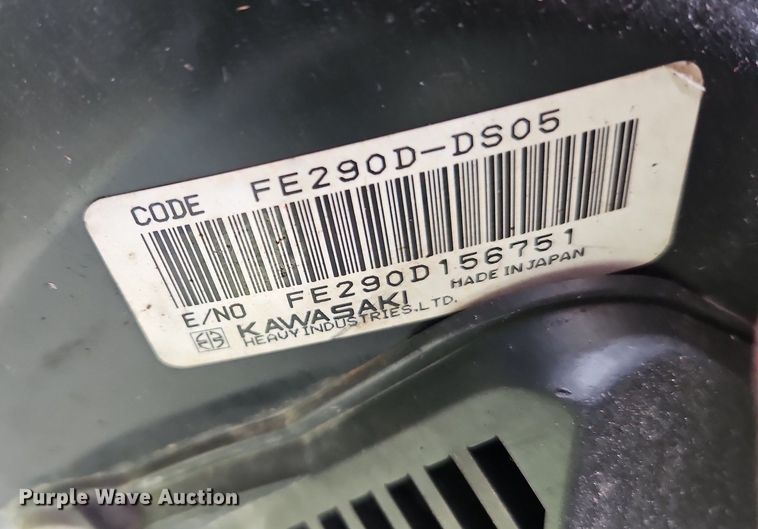 CODE FE290D-DS05
E/NO FE290D156751
KAWASAKI MADE IN JAPAN
HEAVY INDUSTRIES.LTD.
Purple Wave Auction